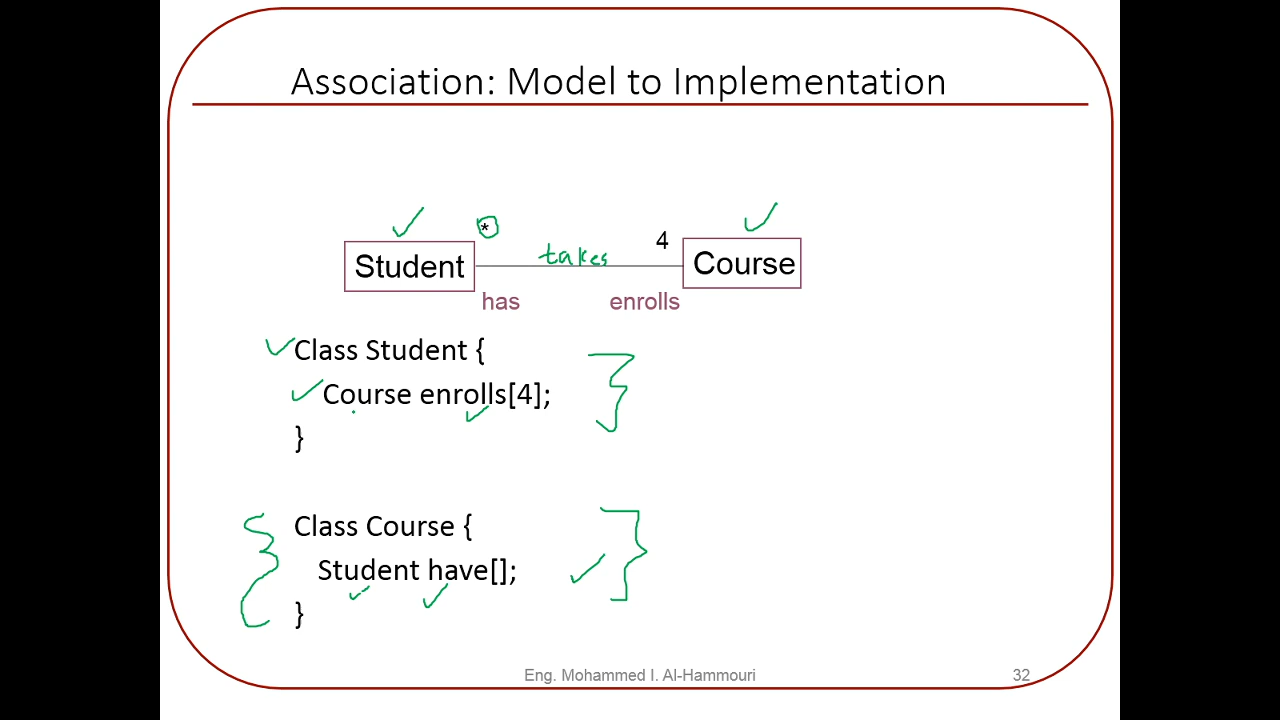 Association: Model to Implementation
* takes 4
Student Course
has enrolls
Class Student {
Course enrolls[4];
}
Class Course {
Student have[];
}
Eng. Mohammed I. Al-Hammouri 32